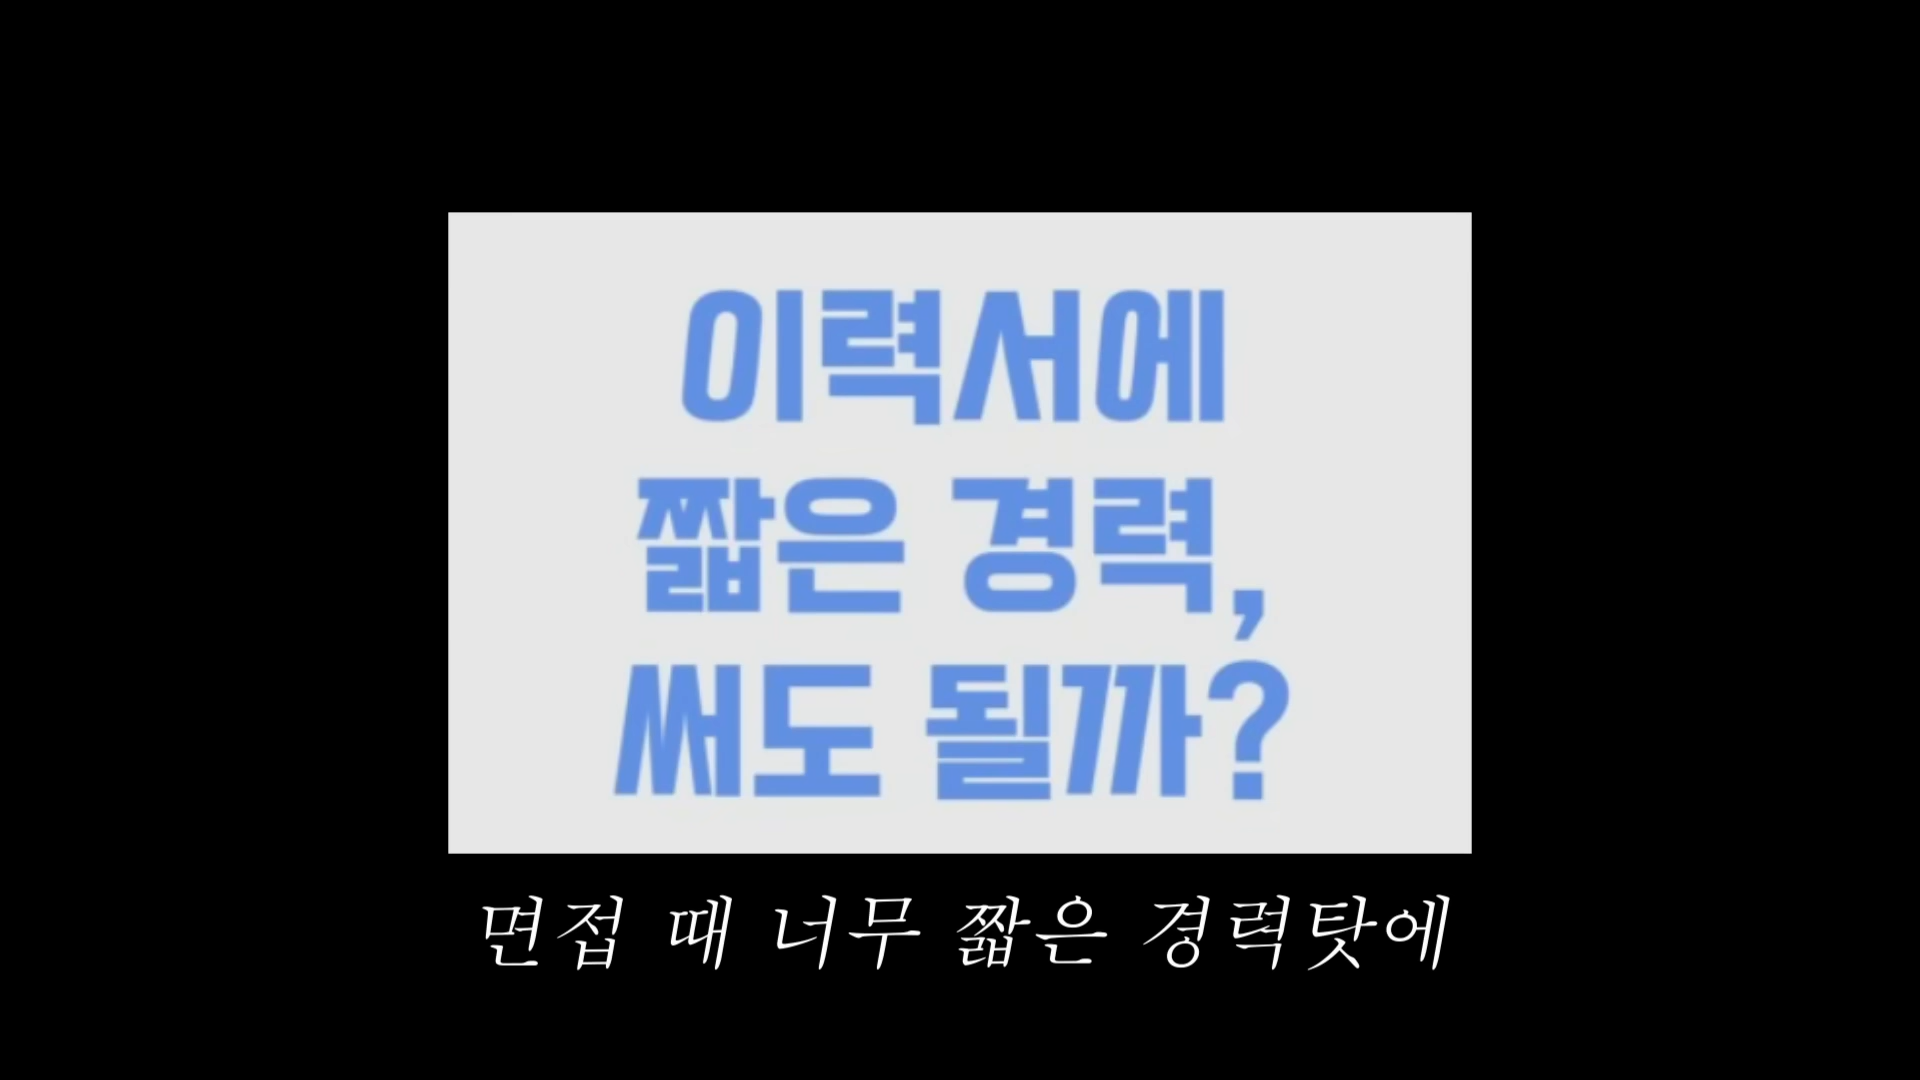 이력서에
짧은 경력,
써도 될까?
면접 때 너무 짧은 경력탓에